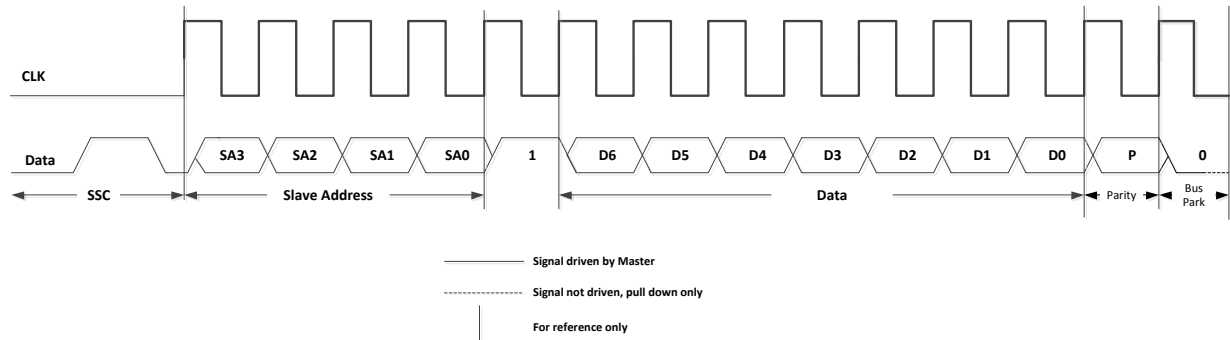 CLK
Data SA3 SA2 SA1 SA0 1 D6 D5 D4 D3 D2 D1 D0 P 0
SSC Slave Address Data Parity Bus
Park
Signal driven by Master
Signal not driven, pull down only
For reference only